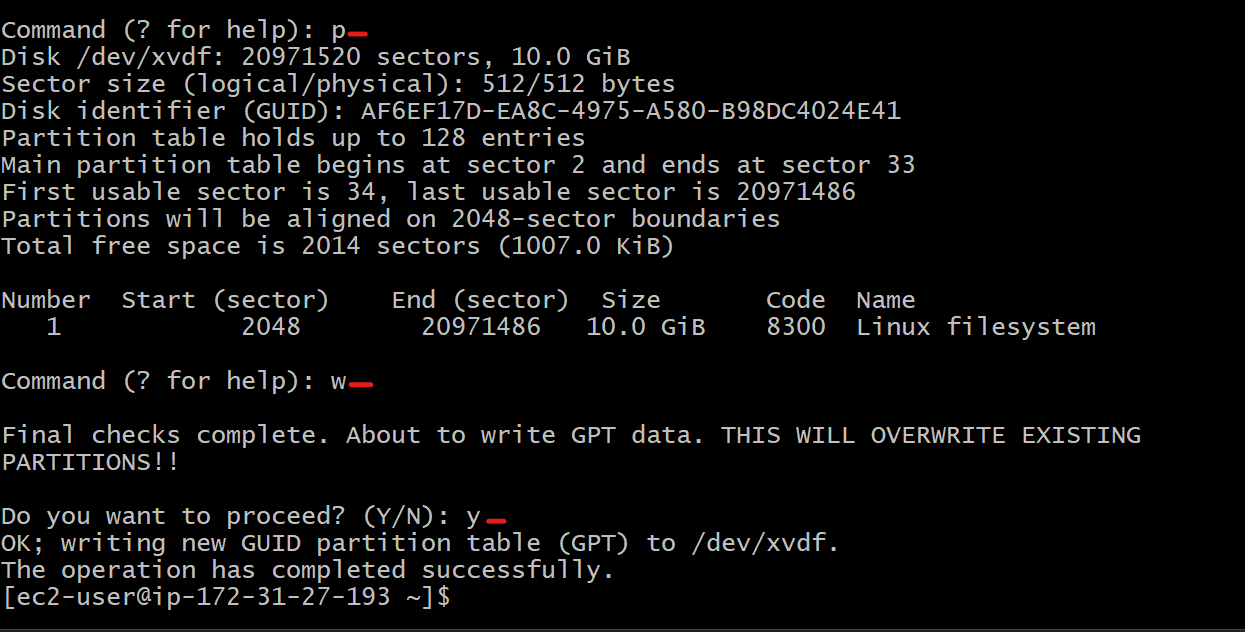 Command (? for help): p
Disk /dev/xvdf: 20971520 sectors, 10.0 GiB
Sector size (logical/physical): 512/512 bytes
Disk identifier (GUID): AF6EF17D-EA8C-4975-A580-B98DC4024E41
Partition table holds up to 128 entries
Main partition table begins at sector 2 and ends at sector 33
First usable sector is 34, last usable sector is 20971486
Partitions will be aligned on 2048-sector boundaries
Total free space is 2014 sectors (1007.0 KiB)
Number  Start (sector)    End (sector)  Size       Code  Name
   1            2048        20971486   10.0 GiB    8300  Linux filesystem
Command (? for help): w
Final checks complete. About to write GPT data. THIS WILL OVERWRITE EXISTING
PARTITIONS!!
Do you want to proceed? (Y/N): y
OK; writing new GUID partition table (GPT) to /dev/xvdf.
The operation has completed successfully.
[ec2-user@ip-172-31-27-193 ~]$